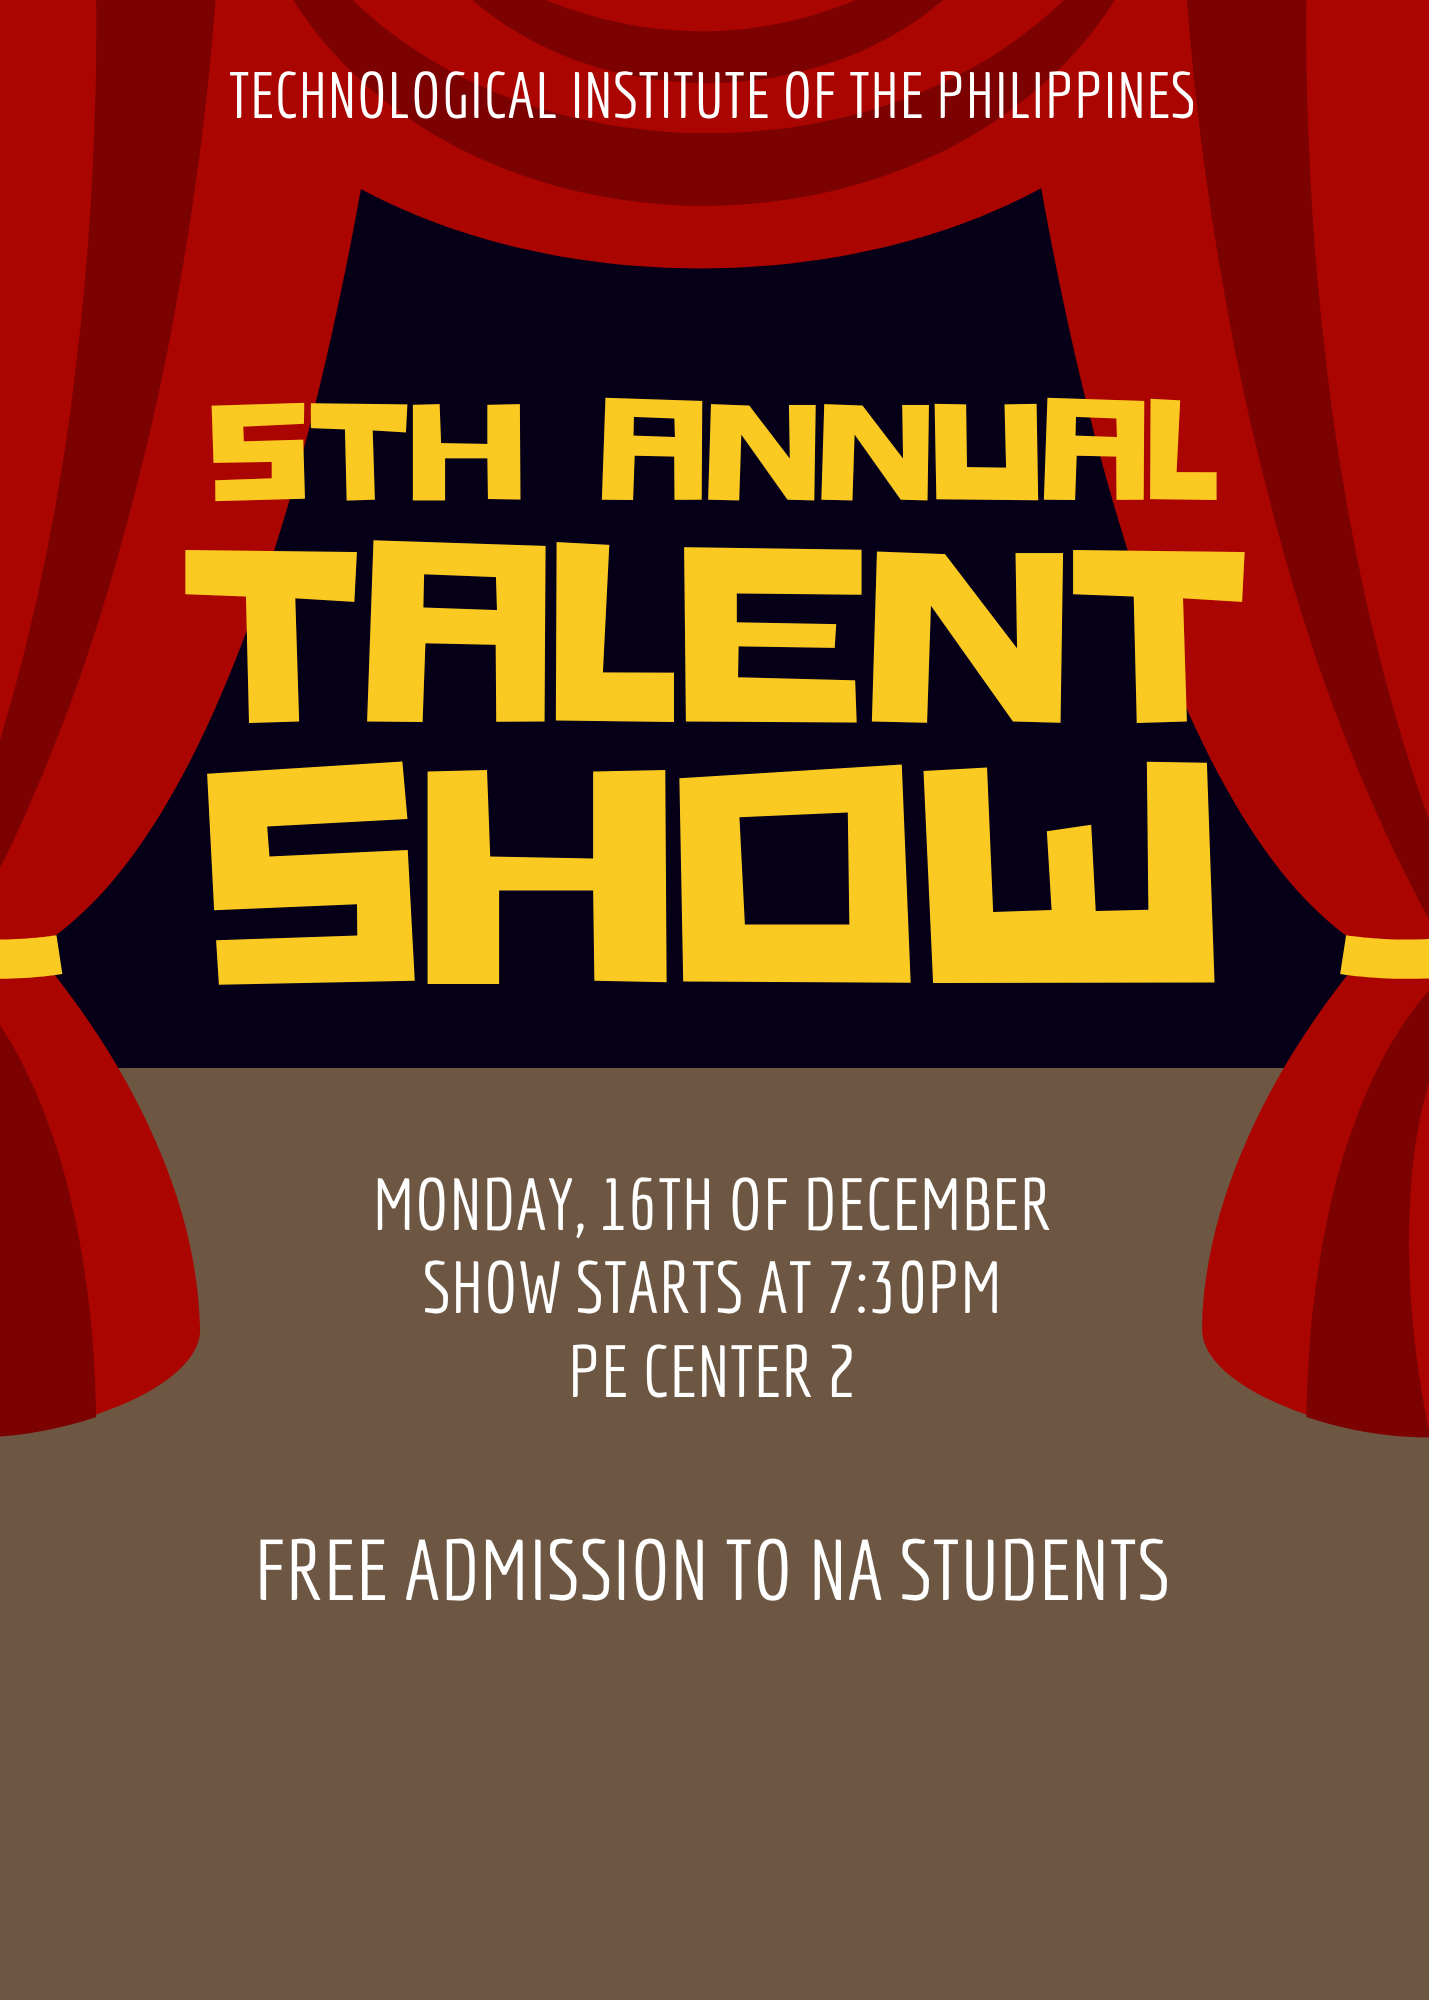 TECHNOLOGICAL INSTITUTE OF THE PHILIPPINES
5TH ANNUAL
TALENT
SHOW
MONDAY, 16TH OF DECEMBER
SHOW STARTS AT 7:30PM
PE CENTER 2
FREE ADMISSION TO NA STUDENTS